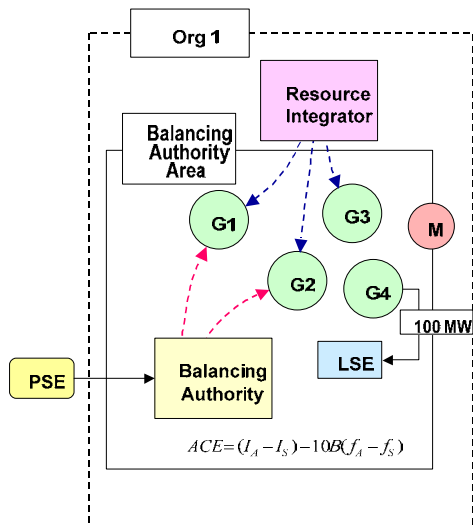 Org 1
Resource
Integrator
Balancing
Authority
Area
G1
G3
M
G2
G4
100 MW
LSE
PSE
Balancing
Authority
ACE=(I_A−I_S)−10B(f_A−f_S)